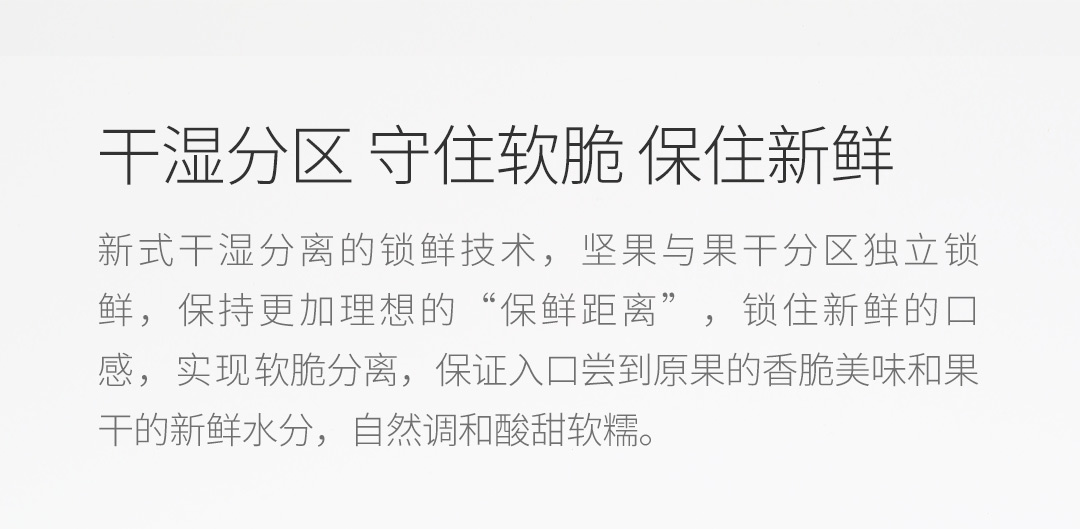 干湿分区 守住软脆 保住新鲜
新式干湿分离的锁鲜技术，坚果与果干分区独立锁
鲜，保持更加理想的“保鲜距离”，锁住新鲜的口
感，实现软脆分离，保证入口尝到原果的香脆美味和果
干的新鲜水分，自然调和酸甜软糯。